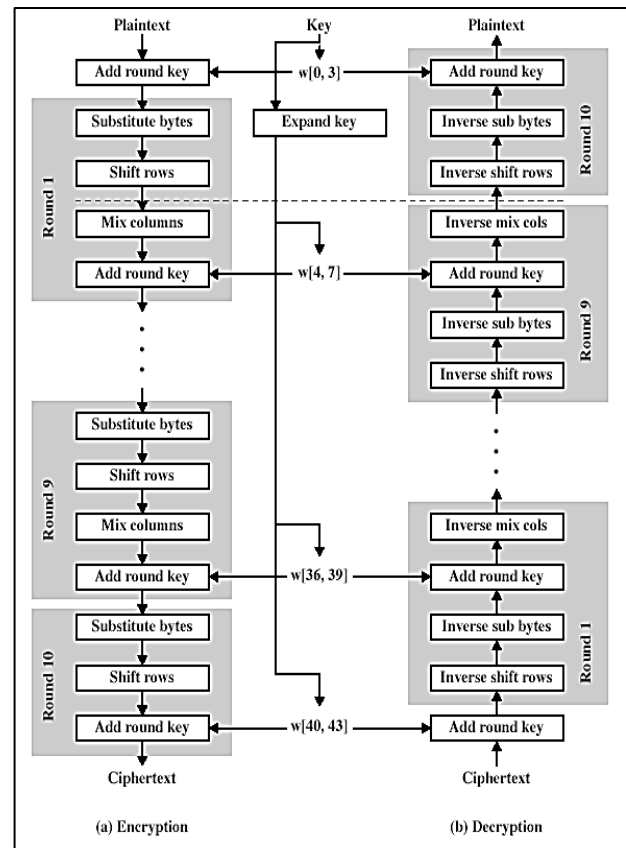 Plaintext
Key
Plaintext
Add round key
w[0, 3]
Add round key
Substitute bytes
Expand key
Inverse sub bytes
Round 10
Shift rows
Inverse shift rows
Round 1
Mix columns
Inverse mix cols
Add round key
w[4, 7]
Add round key
Inverse sub bytes
Round 9
Inverse shift rows
Substitute bytes
Shift rows
Round 9
Mix columns
Inverse mix cols
Add round key
w[36, 39]
Add round key
Substitute bytes
Inverse sub bytes
Round 1
Shift rows
Inverse shift rows
Round 10
Add round key
w[40, 43]
Add round key
Ciphertext
Ciphertext
(a) Encryption
(b) Decryption